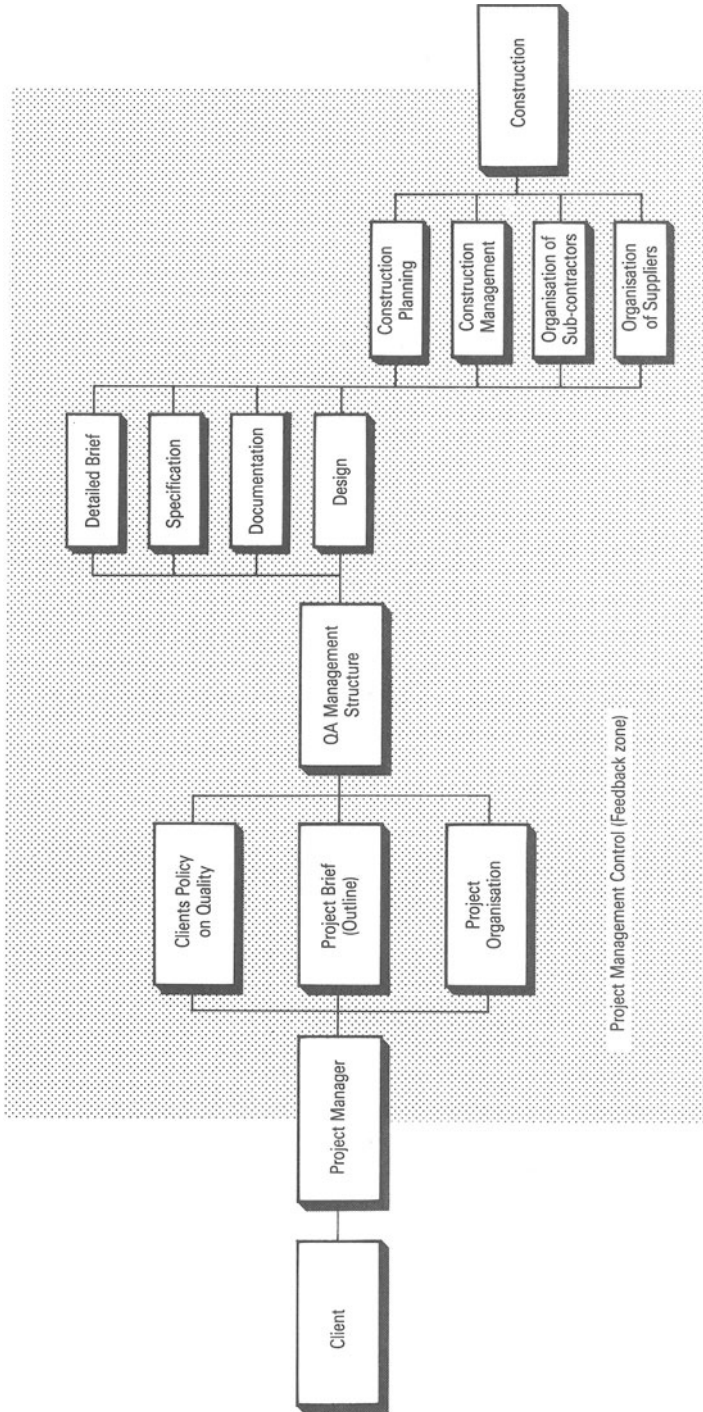 Client
Project Manager
Clients Policy
on Quality
Project Brief
(Outline)
Project
Organisation
QA Management
Structure
Detailed Brief
Specification
Documentation
Design
Construction
Planning
Construction
Management
Organisation of
Sub-contractors
Organisation
of Suppliers
Construction
Project Management Control (Feedback zone)